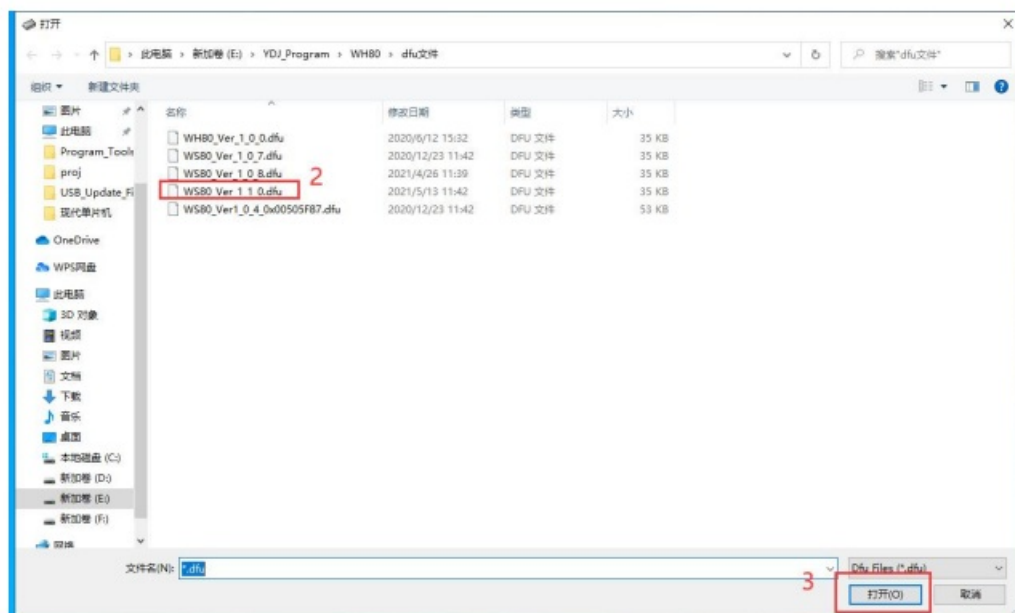 打开
此电脑 › 新加卷 (E:) › YDJ_Program › WH80 › dfu文件
搜索"dfu文件"
组织 新建文件夹
图片
此电脑
Program_Tools
proj
USB_Update_Fi
现代单片机
OneDrive
WPS网盘
此电脑
3D 对象
视频
图片
文档
下载
音乐
桌面
本地磁盘 (C:)
新加卷 (D:)
新加卷 (E:)
新加卷 (F:)
网络
名称 修改日期 类型 大小
WH80_Ver_1_0_0.dfu 2020/6/12 15:32 DFU 文件 35 KB
WS80_Ver_1_0_7.dfu 2020/12/23 11:42 DFU 文件 35 KB
WS80_Ver_1_0_8.dfu 2021/4/26 11:39 DFU 文件 35 KB
2
WS80_Ver_1_1_0.dfu 2021/5/13 11:42 DFU 文件 35 KB
WS80_Ver1_0_4_0x00505F87.dfu 2020/12/23 11:42 DFU 文件 53 KB
文件名(N): *.dfu
Dfu Files (*.dfu)
3
打开(O) 取消